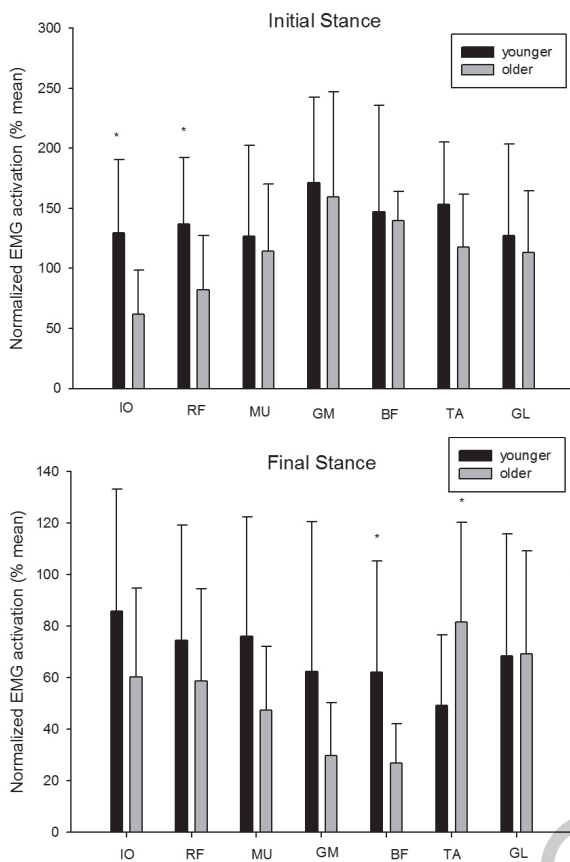 Initial Stance
younger
older
Normalized EMG activation (% mean)
300
250
200
150
100
50
0
*
*
IO RF MU GM BF TA GL
Final Stance
younger
older
Normalized EMG activation (% mean)
140
120
100
80
60
40
20
0
*
*
IO RF MU GM BF TA GL